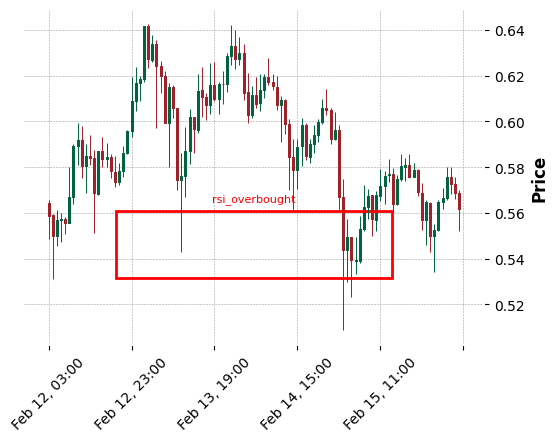 0.64
0.62
0.60
0.58
0.56
0.54
0.52
Price
rsi_overbought
Feb 12, 03:00
Feb 12, 23:00
Feb 13, 19:00
Feb 14, 15:00
Feb 15, 11:00